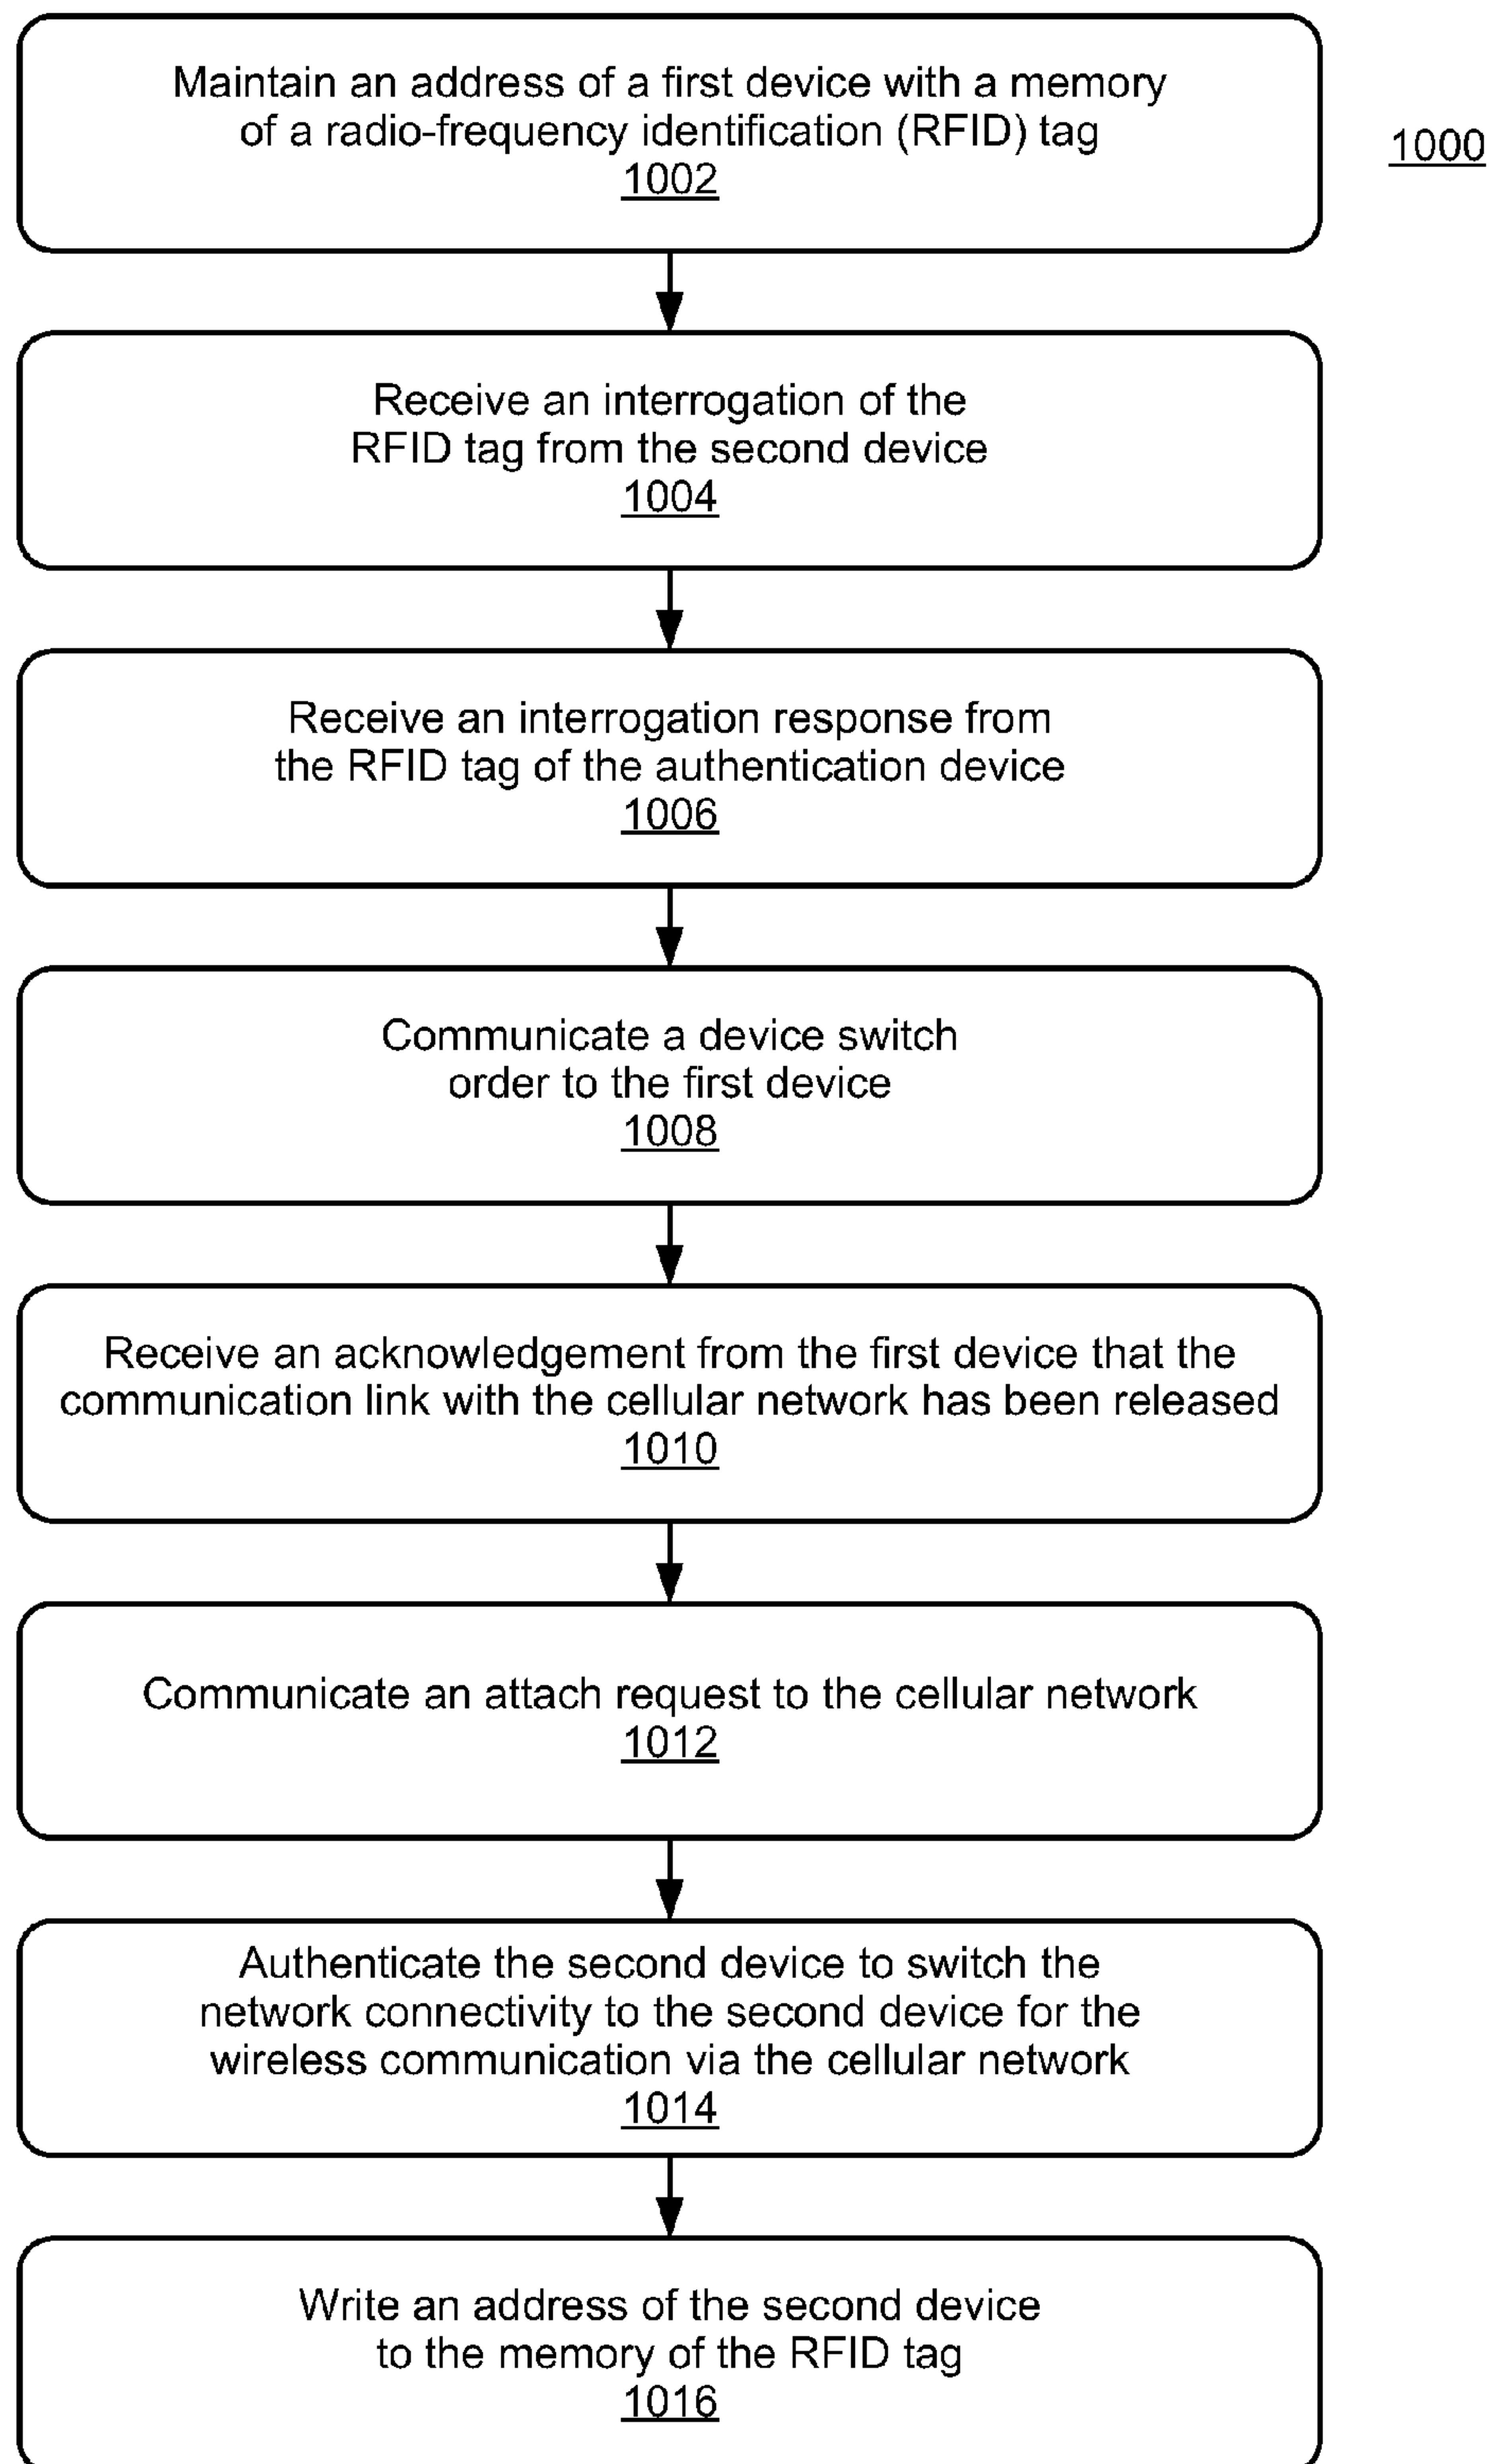 Maintain an address of a first device with a memory
of a radio-frequency identification (RFID) tag
1002
1000
Receive an interrogation of the
RFID tag from the second device
1004
Receive an interrogation response from
the RFID tag of the authentication device
1006
Communicate a device switch
order to the first device
1008
Receive an acknowledgement from the first device that the
communication link with the cellular network has been released
1010
Communicate an attach request to the cellular network
1012
Authenticate the second device to switch the
network connectivity to the second device for the
wireless communication via the cellular network
1014
Write an address of the second device
to the memory of the RFID tag
1016